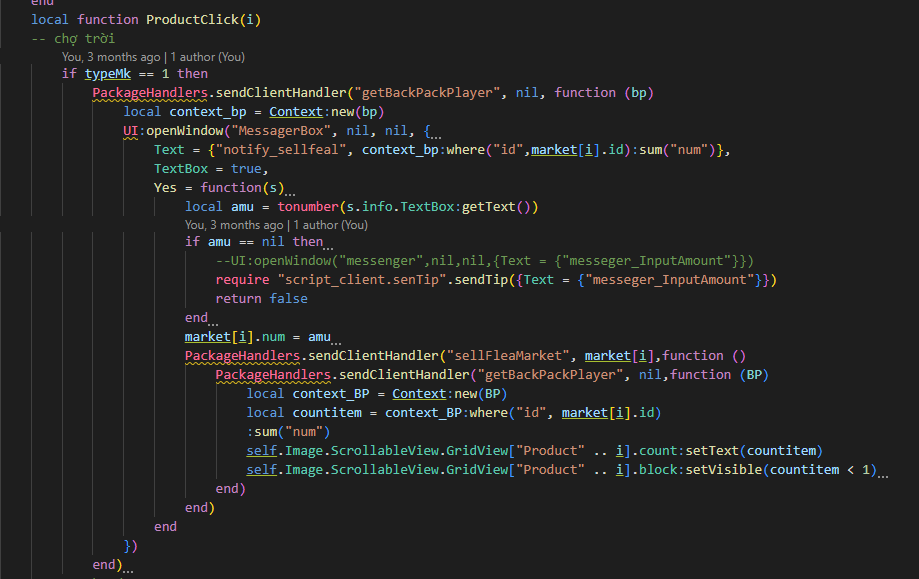 end
local function ProductClick(i)
-- chợ trời
You, 3 months ago | 1 author (You)
if typeMk == 1 then
PackageHandlers.sendClientHandler("getBackPackPlayer", nil, function (bp)
local context_bp = Context:new(bp)
UI:openWindow("MessagerBox", nil, nil, {...
Text = {"notify_sellfeal", context_bp:where("id",market[i].id):sum("num")},
TextBox = true,
Yes = function(s)...
local amu = tonumber(s.info.TextBox:getText())
You, 3 months ago | 1 author (You)
if amu == nil then...
--UI:openWindow("messenger",nil,nil,{Text = {"messeger_InputAmount"}})
require "script_client.senTip".sendTip({Text = {"messeger_InputAmount"}})
return false
end...
market[i].num = amu...
PackageHandlers.sendClientHandler("sellFleaMarket", market[i],function ()
PackageHandlers.sendClientHandler("getBackPackPlayer", nil,function (BP)
local context_BP = Context:new(BP)
local countitem = context_BP:where("id", market[i].id)
:sum("num")
self.Image.ScrollableView.GridView["Product" .. i].count:setText(countitem)
self.Image.ScrollableView.GridView["Product" .. i].block:setVisible(countitem < 1)...
end)
end)
end
})
end)...